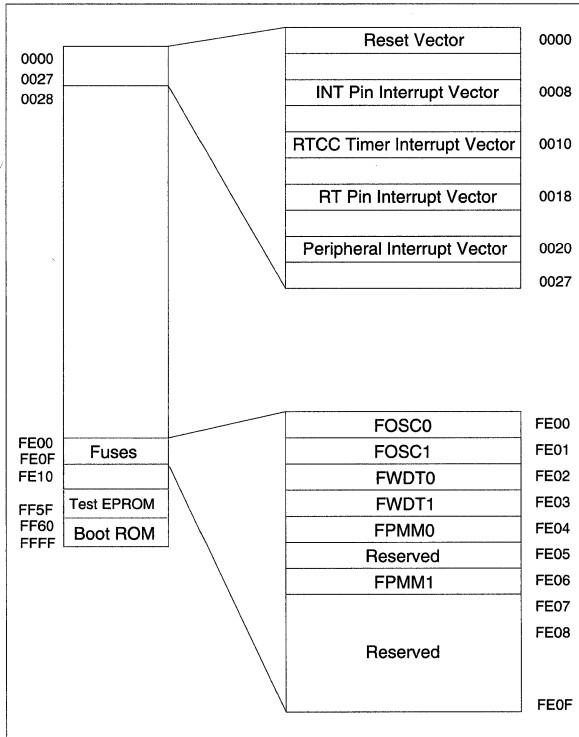 Reset Vector 0000
0000
0027
0028
INT Pin Interrupt Vector 0008
RTCC Timer Interrupt Vector 0010
RT Pin Interrupt Vector 0018
Peripheral Interrupt Vector 0020
0027
FOSC0 FE00
FE00
Fuses
FE0F
FE10
FOSC1 FE01
FWDT0 FE02
Test EPROM
FF5F
FWDT1 FE03
FF60
Boot ROM
FFFF
FPMM0 FE04
Reserved FE05
FPMM1 FE06
FE07
FE08
Reserved
FE0F